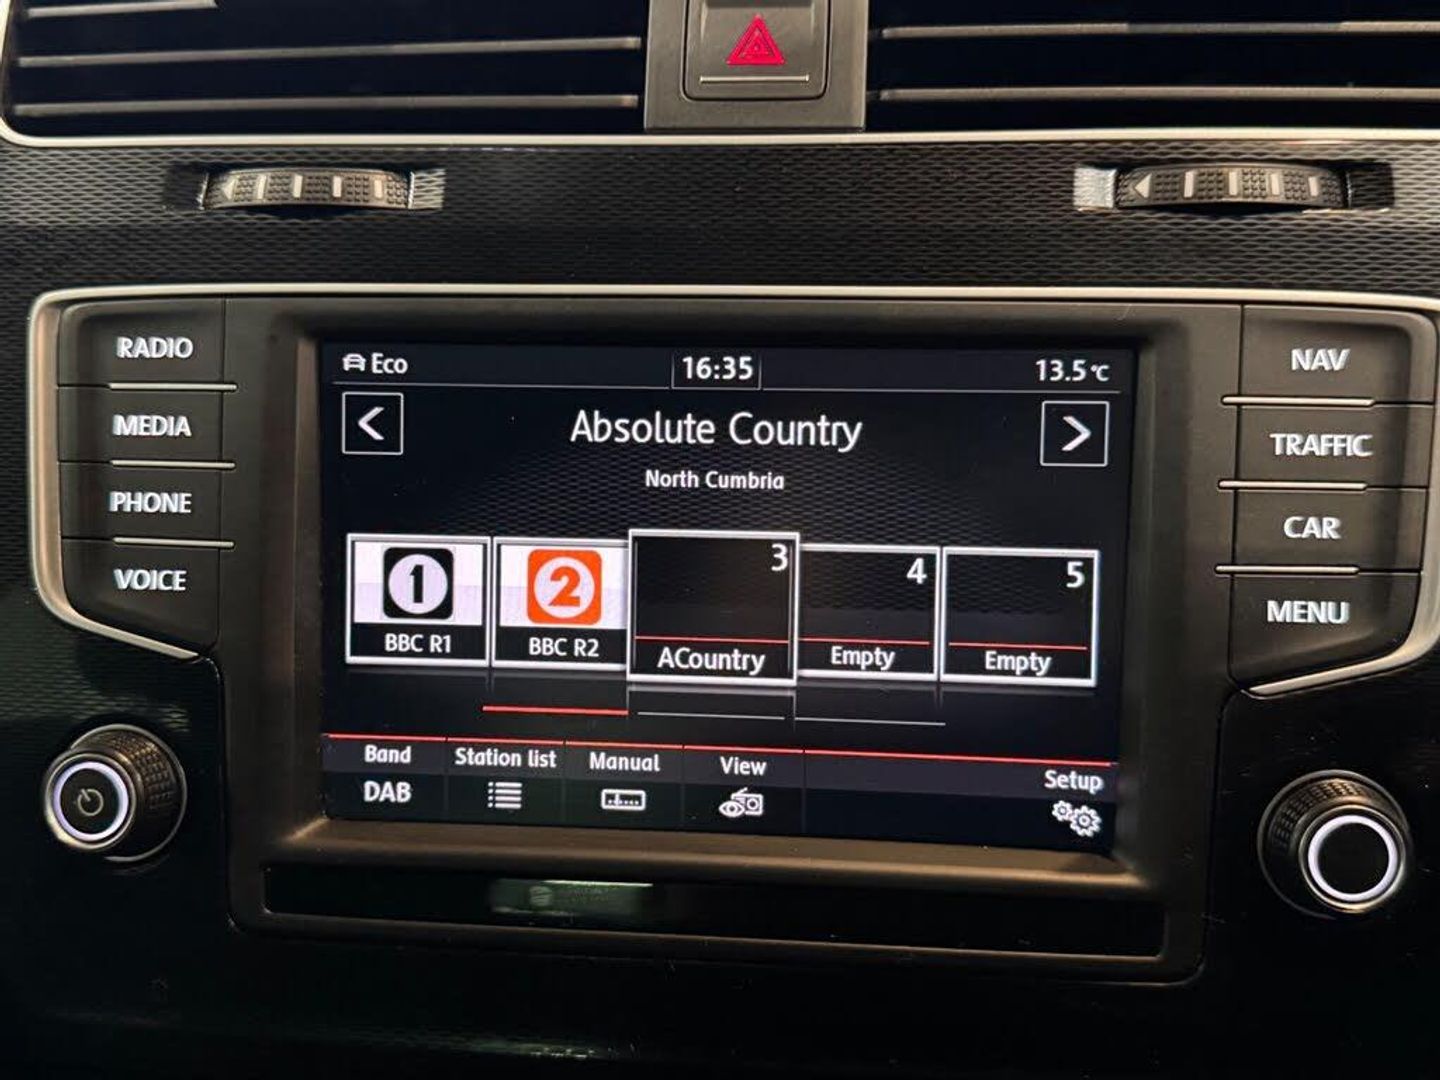 RADIO
MEDIA
PHONE
VOICE
Eco
16:35
13.5°C
<
Absolute Country
>
North Cumbria
1
BBC R1
2
BBC R2
3
ACountry
4
Empty
5
Empty
Band
DAB
Station list
Manual
View
Setup
NAV
TRAFFIC
CAR
MENU